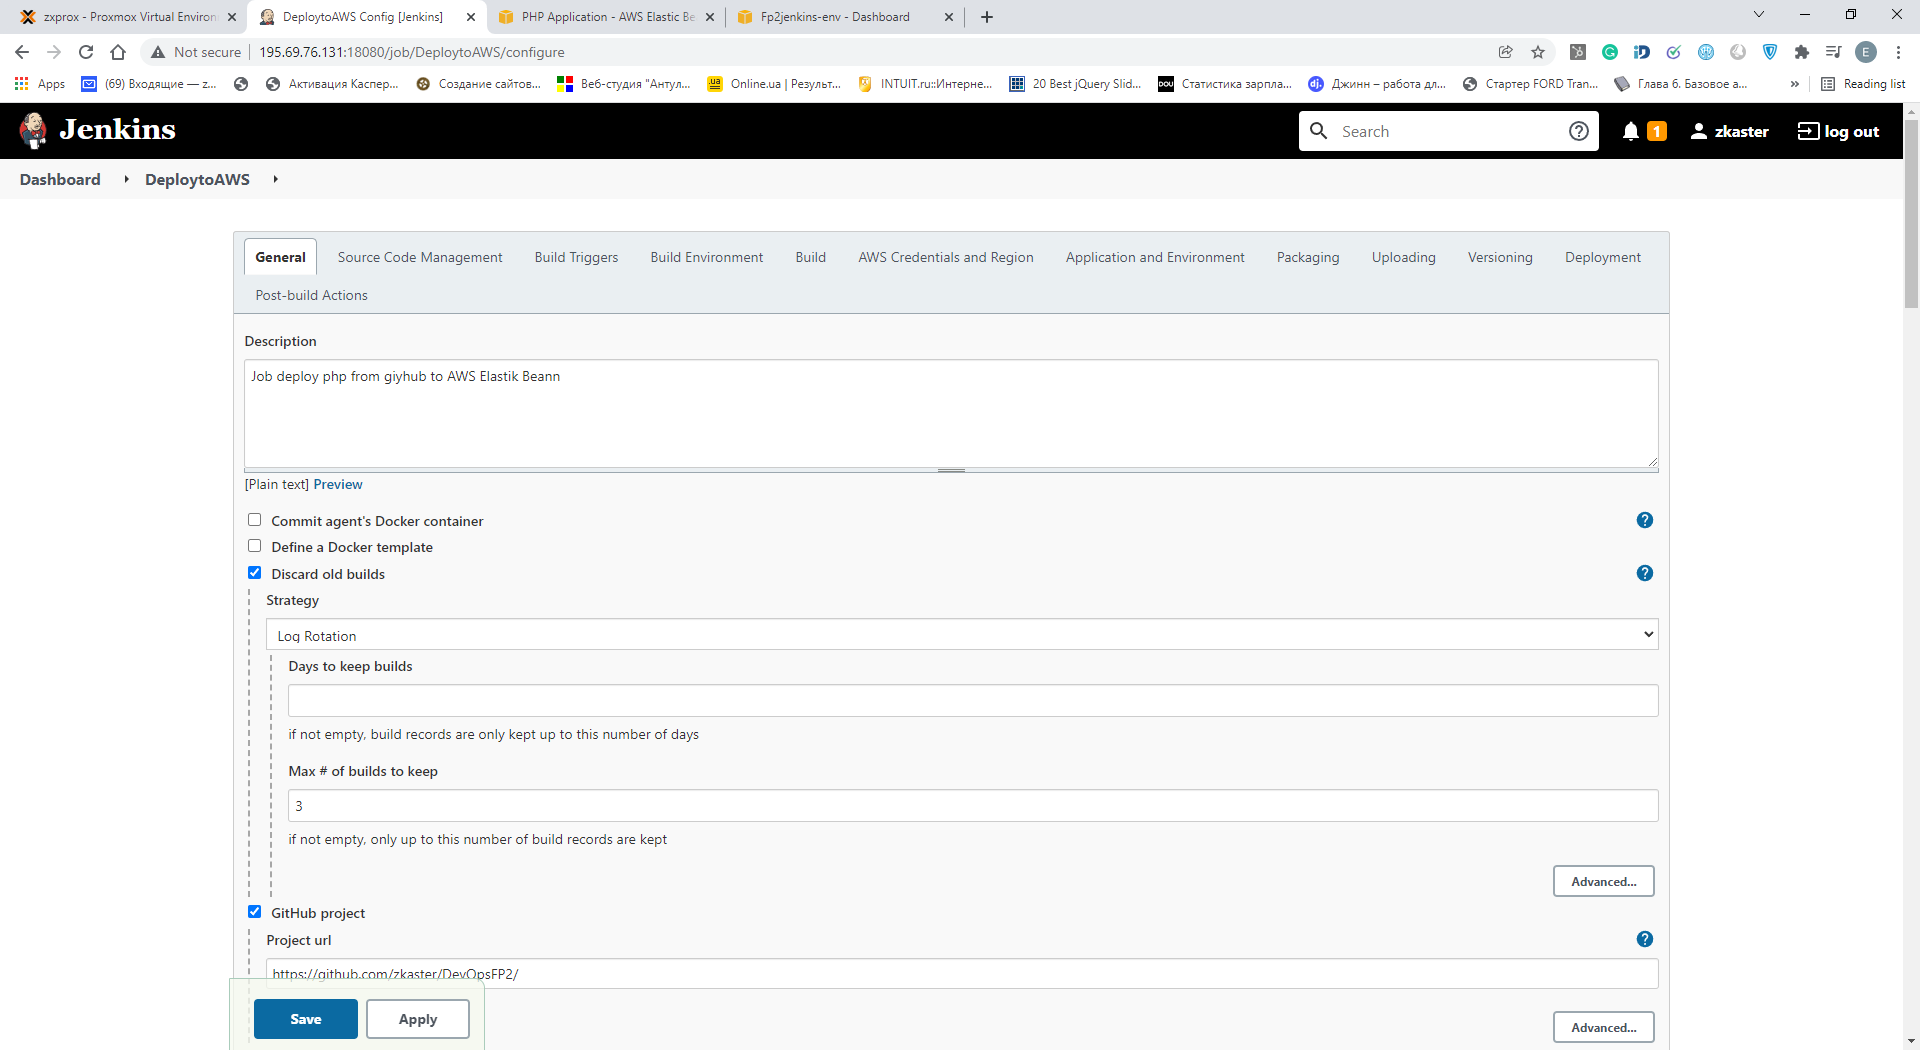 zxprox - Proxmox Virtual Environ
DeploytoAWS Config [Jenkins]
PHP Application - AWS Elastic Be
Fp2jenkins-env - Dashboard
Not secure
195.69.76.131:18080/job/DeploytoAWS/configure
E
Apps
(69) Входящие — z...
Активация Каспер...
Создание сайтов...
Веб-студия "Антул...
Online.ua | Результ...
INTUIT.ru::Интерне...
20 Best jQuery Slid...
DOU
Статистика зарпла...
dj.
Джинн – работа дл...
Стартер FORD Tran...
Глава 6. Базовое а...
»
Reading list
Jenkins
Search
1
zkaster
log out
Dashboard
DeploytoAWS
General
Source Code Management
Build Triggers
Build Environment
Build
AWS Credentials and Region
Application and Environment
Packaging
Uploading
Versioning
Deployment
Post-build Actions
Description
Job deploy php from giyhub to AWS Elastik Beann
[Plain text] Preview
Commit agent's Docker container
Define a Docker template
Discard old builds
Strategy
Log Rotation
Days to keep builds
if not empty, build records are only kept up to this number of days
Max # of builds to keep
3
if not empty, only up to this number of build records are kept
Advanced...
GitHub project
Project url
https://github.com/zkaster/DevOpsFP2/
Save
Apply
Advanced...